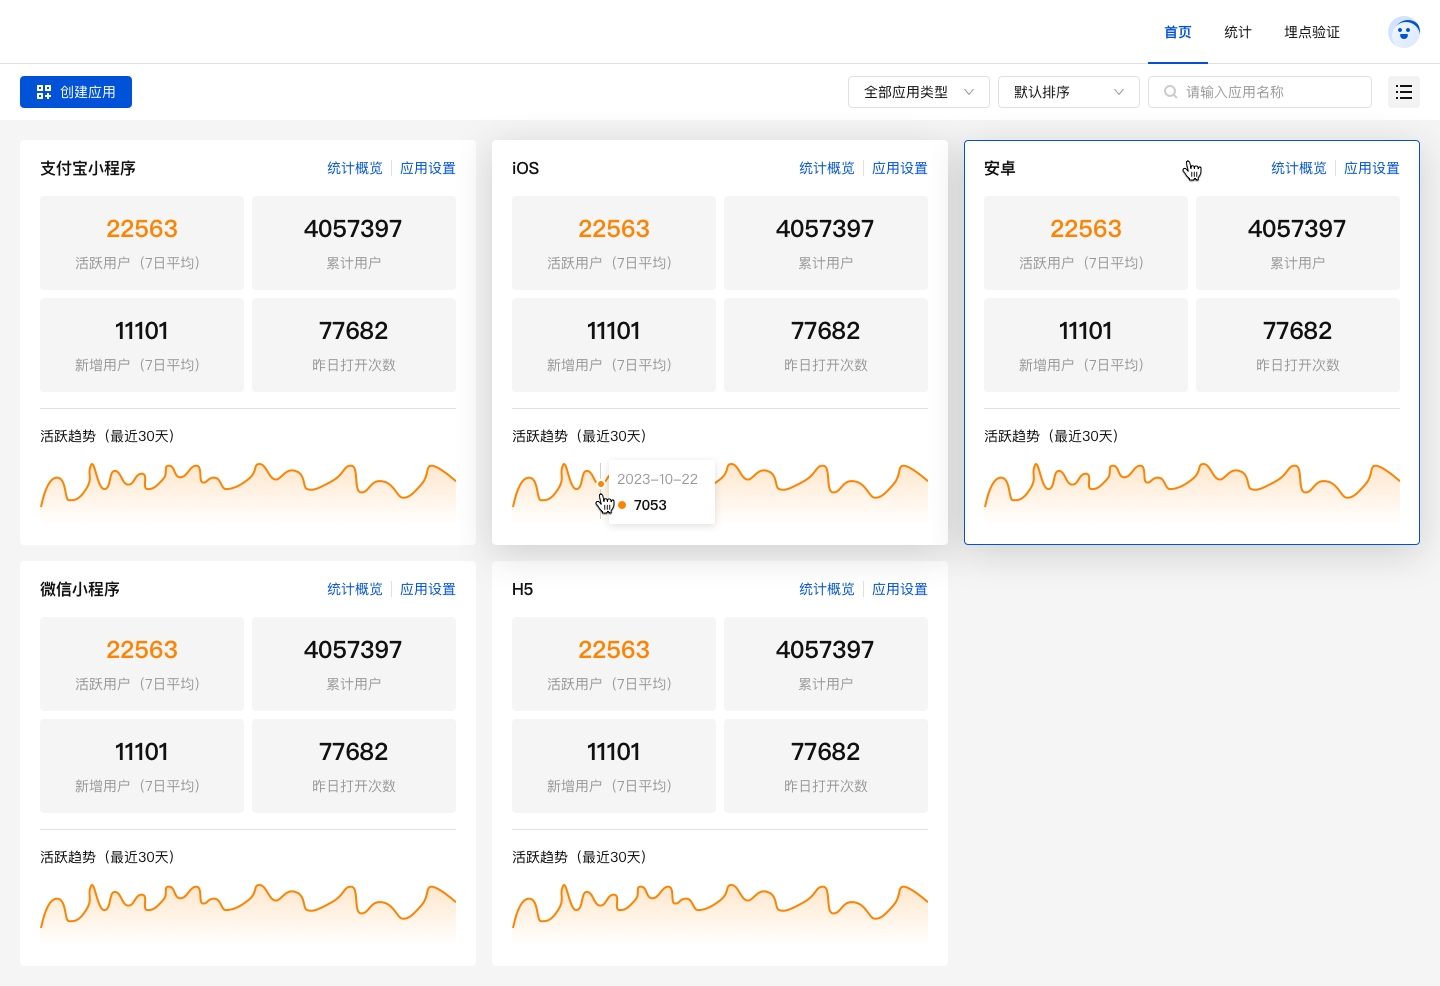 首页 统计 埋点验证
创建应用 全部应用类型 默认排序 请输入应用名称
支付宝小程序 统计概览 应用设置
22563 4057397
活跃用户（7日平均） 累计用户
11101 77682
新增用户（7日平均） 昨日打开次数
活跃趋势（最近30天）
iOS 统计概览 应用设置
22563 4057397
活跃用户（7日平均） 累计用户
11101 77682
新增用户（7日平均） 昨日打开次数
活跃趋势（最近30天）
2023-10-22
7053
安卓 统计概览 应用设置
22563 4057397
活跃用户（7日平均） 累计用户
11101 77682
新增用户（7日平均） 昨日打开次数
活跃趋势（最近30天）
微信小程序 统计概览 应用设置
22563 4057397
活跃用户（7日平均） 累计用户
11101 77682
新增用户（7日平均） 昨日打开次数
活跃趋势（最近30天）
H5 统计概览 应用设置
22563 4057397
活跃用户（7日平均） 累计用户
11101 77682
新增用户（7日平均） 昨日打开次数
活跃趋势（最近30天）